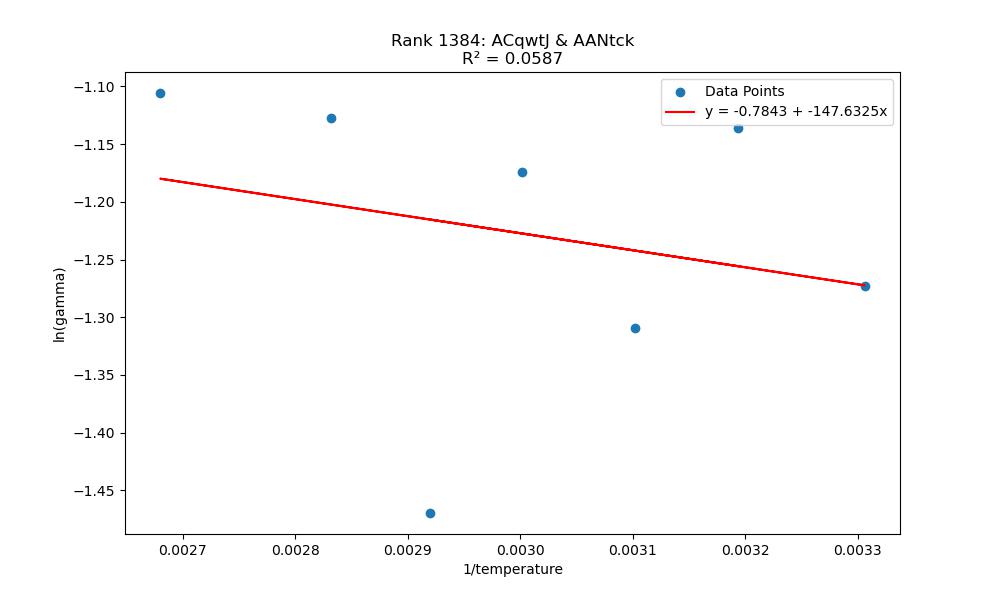 Rank 1384: ACqwtJ & AANtck
R² = 0.0587
Data Points
y = -0.7843 + -147.6325x
ln(gamma)
−1.10
−1.15
−1.20
−1.25
−1.30
−1.35
−1.40
−1.45
0.0027
0.0028
0.0029
0.0030
0.0031
0.0032
0.0033
1/temperature